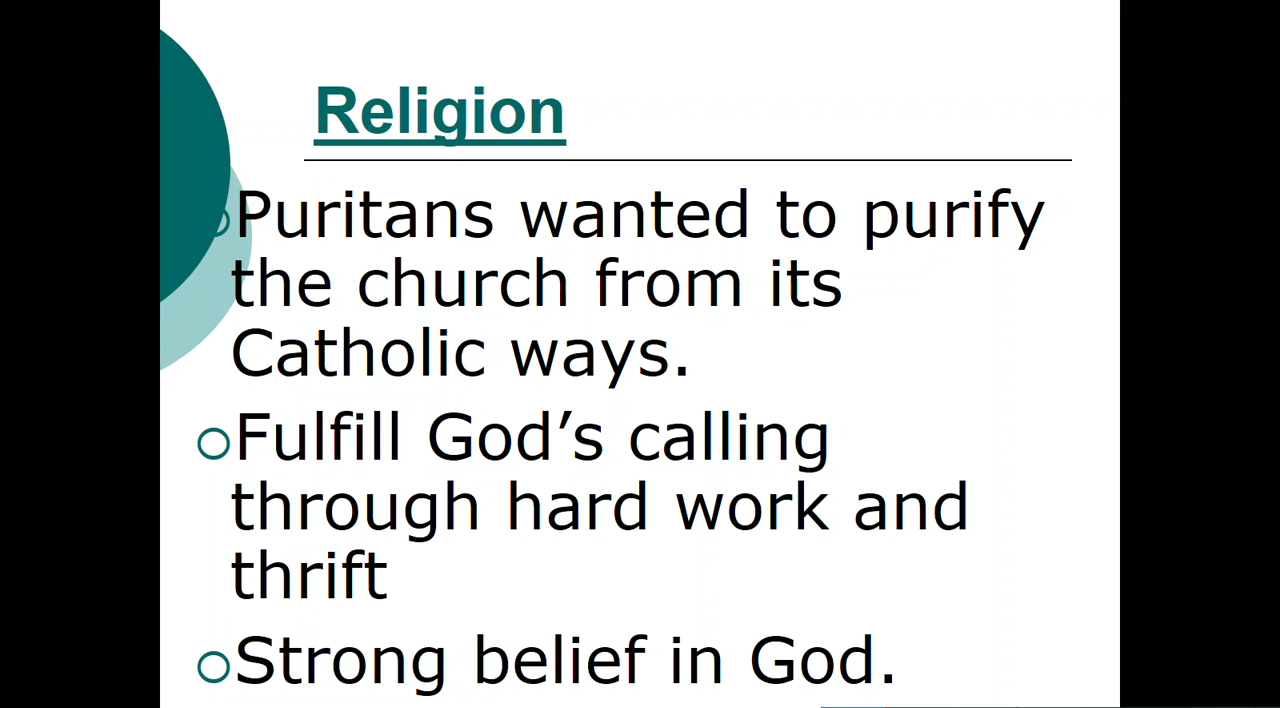 Religion
Puritans wanted to purify
the church from its
Catholic ways.
Fulfill God’s calling
through hard work and
thrift
Strong belief in God.